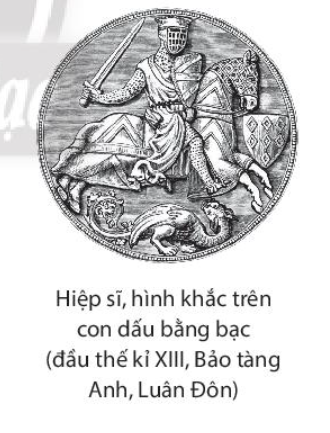 Hiệp sĩ, hình khắc trên
con dấu bằng bạc
(đầu thế kỉ XIII, Bảo tàng
Anh, Luân Đôn)